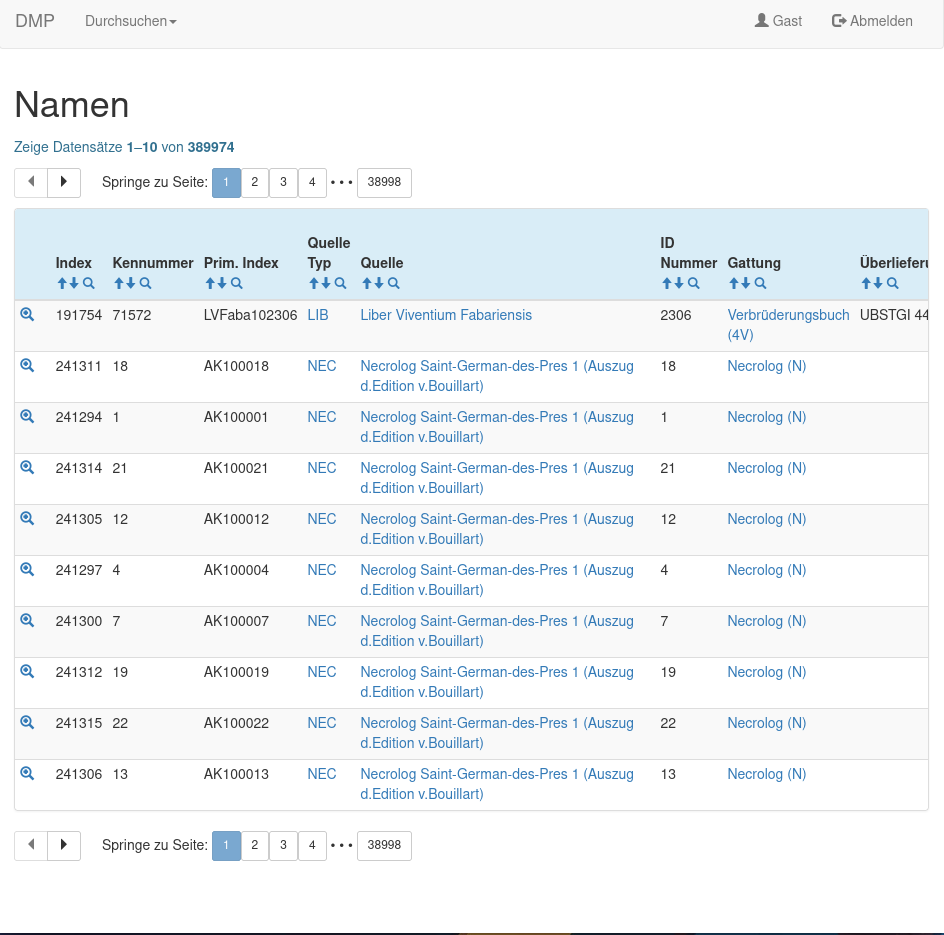 DMP Durchsuchen Gast Abmelden
Namen
Zeige Datensätze 1–10 von 389974
Springe zu Seite: 1 2 3 4 • • • 38998
Quelle ID
Index Kennummer Prim. Index Typ Quelle Nummer Gattung Überlieferu
191754 71572 LVFaba102306 LIB Liber Viventium Fabariensis 2306 Verbrüderungsbuch UBSTGI 44
(4V)
241311 18 AK100018 NEC Necrolog Saint-German-des-Pres 1 (Auszug 18 Necrolog (N)
d.Edition v.Bouillart)
241294 1 AK100001 NEC Necrolog Saint-German-des-Pres 1 (Auszug 1 Necrolog (N)
d.Edition v.Bouillart)
241314 21 AK100021 NEC Necrolog Saint-German-des-Pres 1 (Auszug 21 Necrolog (N)
d.Edition v.Bouillart)
241305 12 AK100012 NEC Necrolog Saint-German-des-Pres 1 (Auszug 12 Necrolog (N)
d.Edition v.Bouillart)
241297 4 AK100004 NEC Necrolog Saint-German-des-Pres 1 (Auszug 4 Necrolog (N)
d.Edition v.Bouillart)
241300 7 AK100007 NEC Necrolog Saint-German-des-Pres 1 (Auszug 7 Necrolog (N)
d.Edition v.Bouillart)
241312 19 AK100019 NEC Necrolog Saint-German-des-Pres 1 (Auszug 19 Necrolog (N)
d.Edition v.Bouillart)
241315 22 AK100022 NEC Necrolog Saint-German-des-Pres 1 (Auszug 22 Necrolog (N)
d.Edition v.Bouillart)
241306 13 AK100013 NEC Necrolog Saint-German-des-Pres 1 (Auszug 13 Necrolog (N)
d.Edition v.Bouillart)
Springe zu Seite: 1 2 3 4 • • • 38998